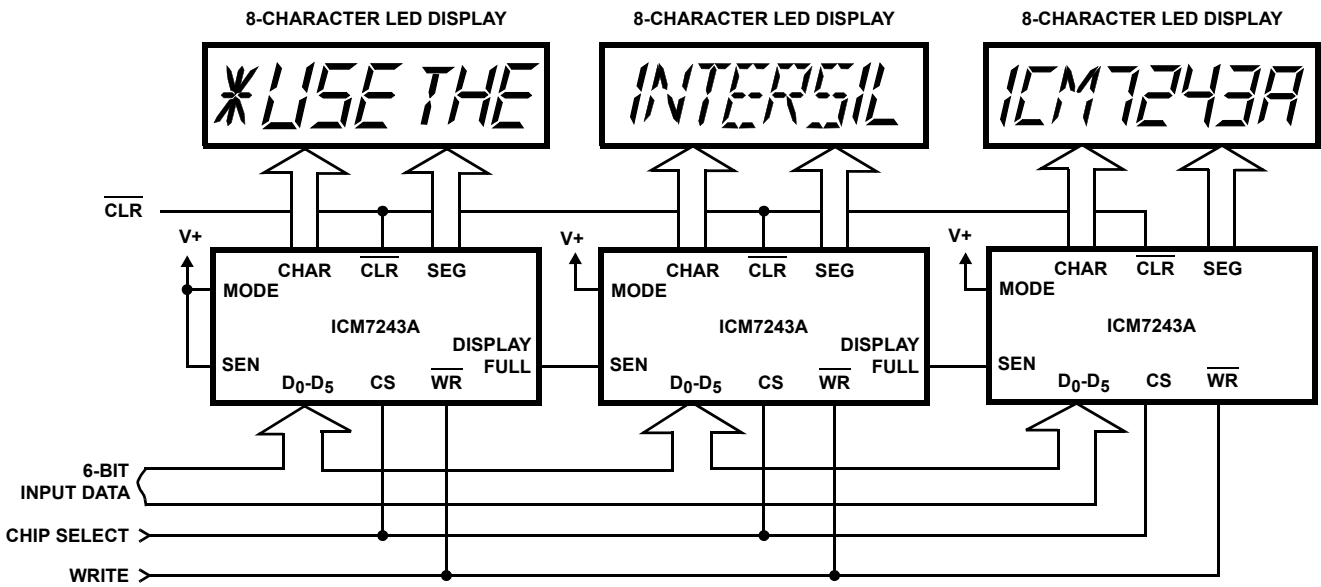 8-CHARACTER LED DISPLAY 8-CHARACTER LED DISPLAY 8-CHARACTER LED DISPLAY
*USE THE INTERSIL ICM7243A
CLR
V+ V+ V+
CHAR CLR SEG CHAR CLR SEG CHAR CLR SEG
MODE MODE MODE
ICM7243A ICM7243A ICM7243A
DISPLAY FULL DISPLAY FULL
SEN SEN SEN
D0-D5 CS WR D0-D5 CS WR D0-D5 CS WR
6-BIT
INPUT DATA
CHIP SELECT
WRITE